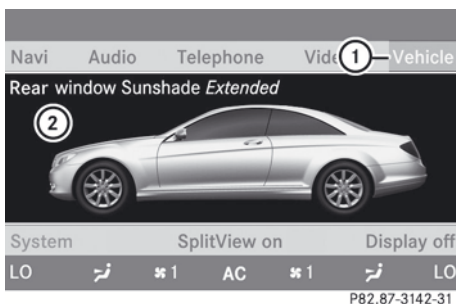 Navi Audio Telephone Vide 1 Vehicle
Rear window Sunshade Extended
2
System SplitView on Display off
LO 1 AC 1 LO
P82.87-3142-31